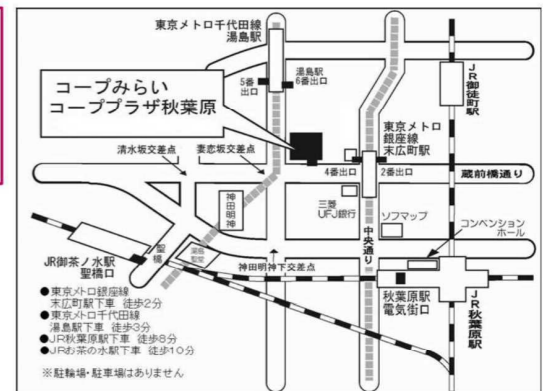 東京メトロ千代田線
湯島駅
5番
出口
湯島駅
6番出口
JR御徒町駅
コープみらい
コーププラザ秋葉原
東京メトロ
銀座線
末広町駅
清水坂交差点
妻恋坂交差点
4番出口
2番出口
蔵前橋通り
神田明神
三菱
UFJ銀行
ソフマップ
中央通り
コンベンション
ホール
聖橋
湯島聖堂
JR御茶ノ水駅
聖橋口
神田明神下交差点
秋葉原駅
電気街口
JR秋葉原駅
●東京メトロ銀座線
末広町駅下車 徒歩2分
●東京メトロ千代田線
湯島駅下車 徒歩3分
●JR秋葉原駅下車 徒歩8分
●JRお茶の水駅下車 徒歩10分
※駐輪場・駐車場はありません